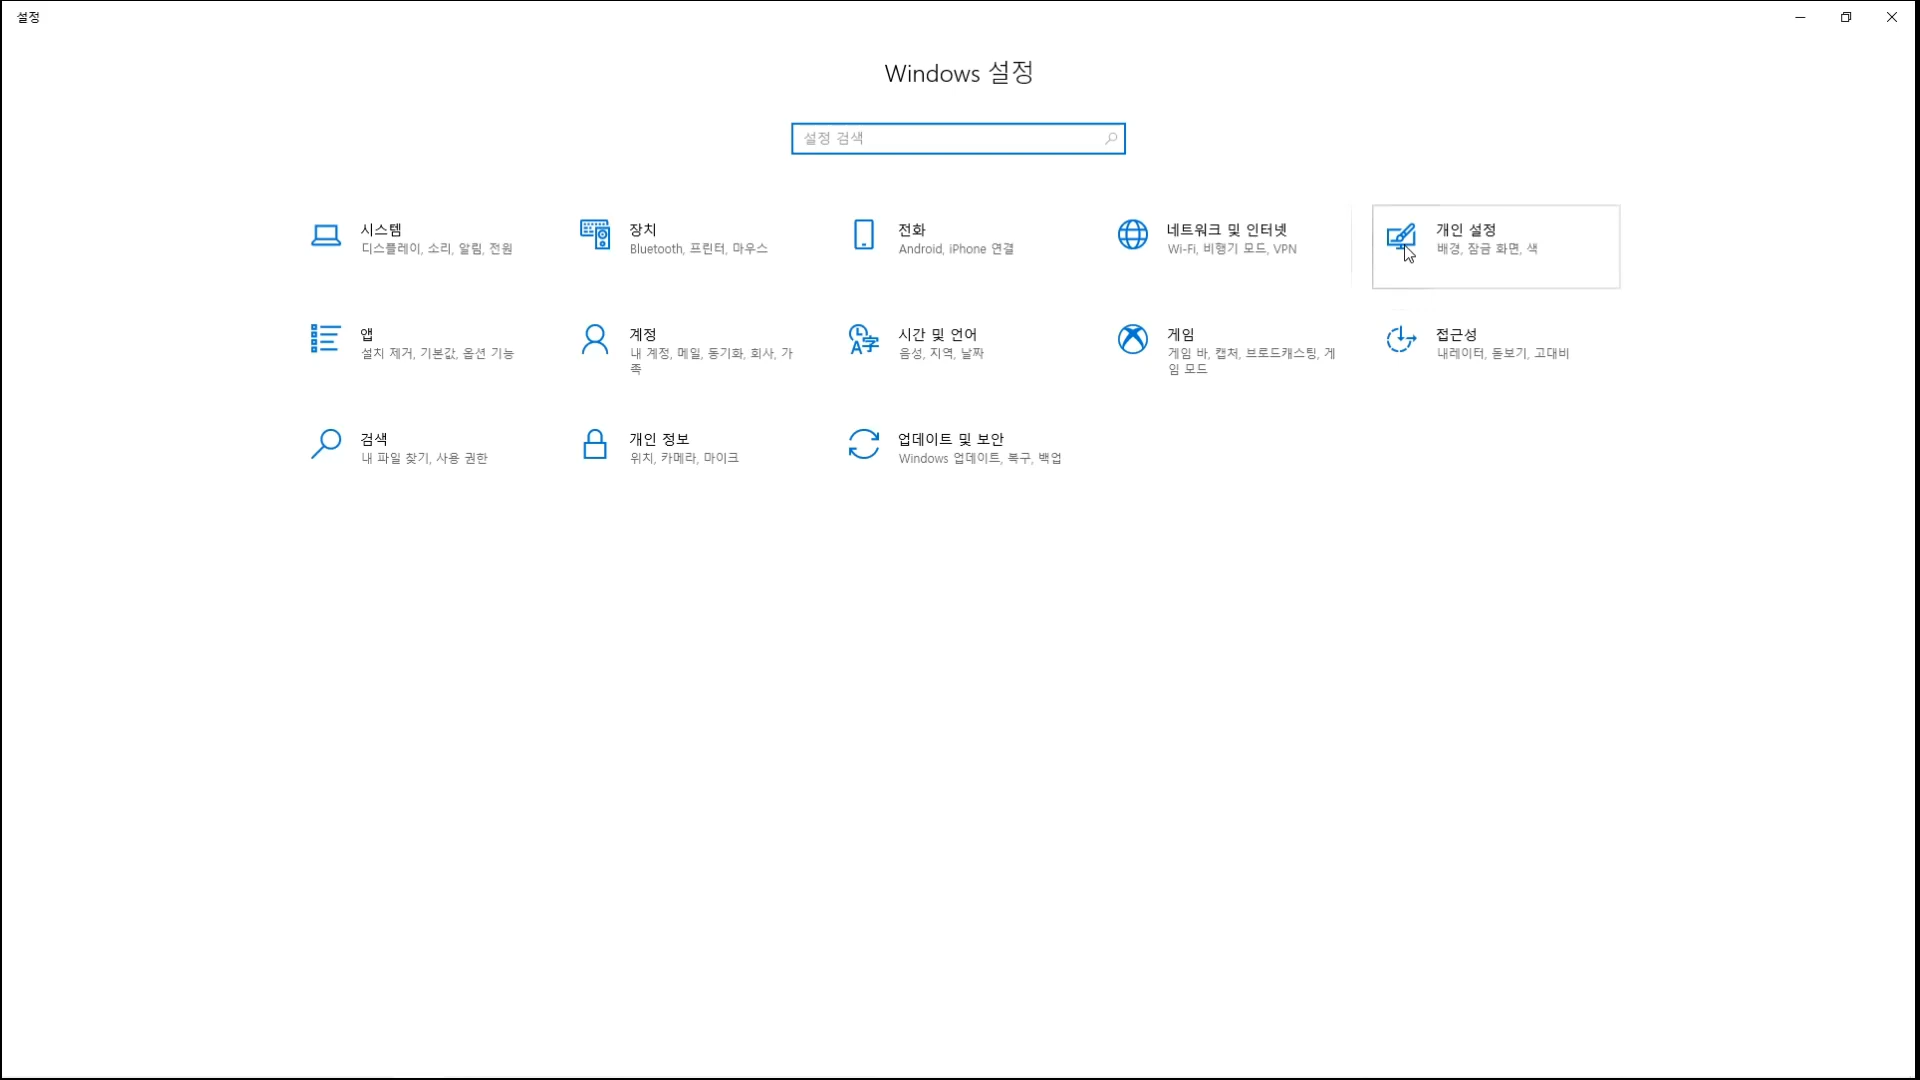 설정
Windows 설정
설정 검색
시스템
디스플레이, 소리, 알림, 전원
장치
Bluetooth, 프린터, 마우스
전화
Android, iPhone 연결
네트워크 및 인터넷
Wi-Fi, 비행기 모드, VPN
개인 설정
배경, 잠금 화면, 색
앱
설치 제거, 기본값, 옵션 기능
계정
내 계정, 메일, 동기화, 회사, 가
족
시간 및 언어
음성, 지역, 날짜
게임
게임 바, 캡처, 브로드캐스팅, 게
임 모드
접근성
내레이터, 돋보기, 고대비
검색
내 파일 찾기, 사용 권한
개인 정보
위치, 카메라, 마이크
업데이트 및 보안
Windows 업데이트, 복구, 백업